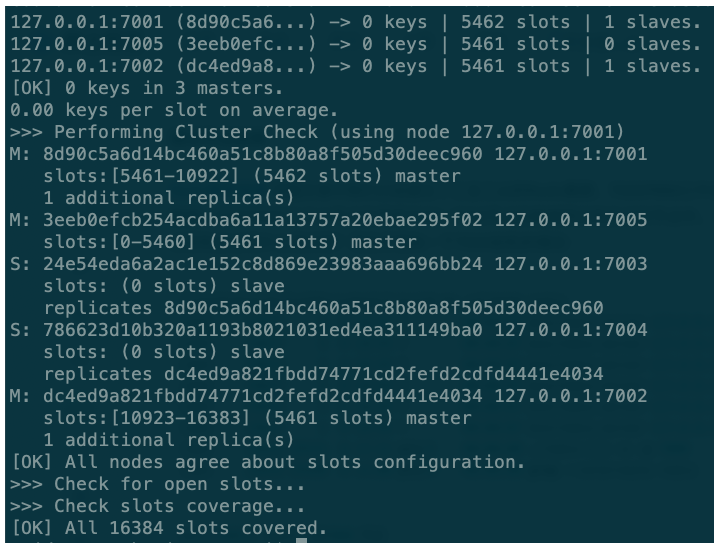 127.0.0.1:7001 (8d90c5a6...) -> 0 keys | 5462 slots | 1 slaves.
127.0.0.1:7005 (3eeb0efc...) -> 0 keys | 5461 slots | 0 slaves.
127.0.0.1:7002 (dc4ed9a8...) -> 0 keys | 5461 slots | 1 slaves.
[OK] 0 keys in 3 masters.
0.00 keys per slot on average.
>>> Performing Cluster Check (using node 127.0.0.1:7001)
M: 8d90c5a6d14bc460a51c8b80a8f505d30deec960 127.0.0.1:7001
   slots:[5461-10922] (5462 slots) master
   1 additional replica(s)
M: 3eeb0efcb254acdba6a11a13757a20ebae295f02 127.0.0.1:7005
   slots:[0-5460] (5461 slots) master
S: 24e54eda6a2ac1e152c8d869e23983aaa696bb24 127.0.0.1:7003
   slots: (0 slots) slave
   replicates 8d90c5a6d14bc460a51c8b80a8f505d30deec960
S: 786623d10b320a1193b8021031ed4ea311149ba0 127.0.0.1:7004
   slots: (0 slots) slave
   replicates dc4ed9a821fbdd74771cd2fefd2cdfd4441e4034
M: dc4ed9a821fbdd74771cd2fefd2cdfd4441e4034 127.0.0.1:7002
   slots:[10923-16383] (5461 slots) master
   1 additional replica(s)
[OK] All nodes agree about slots configuration.
>>> Check for open slots...
>>> Check slots coverage...
[OK] All 16384 slots covered.